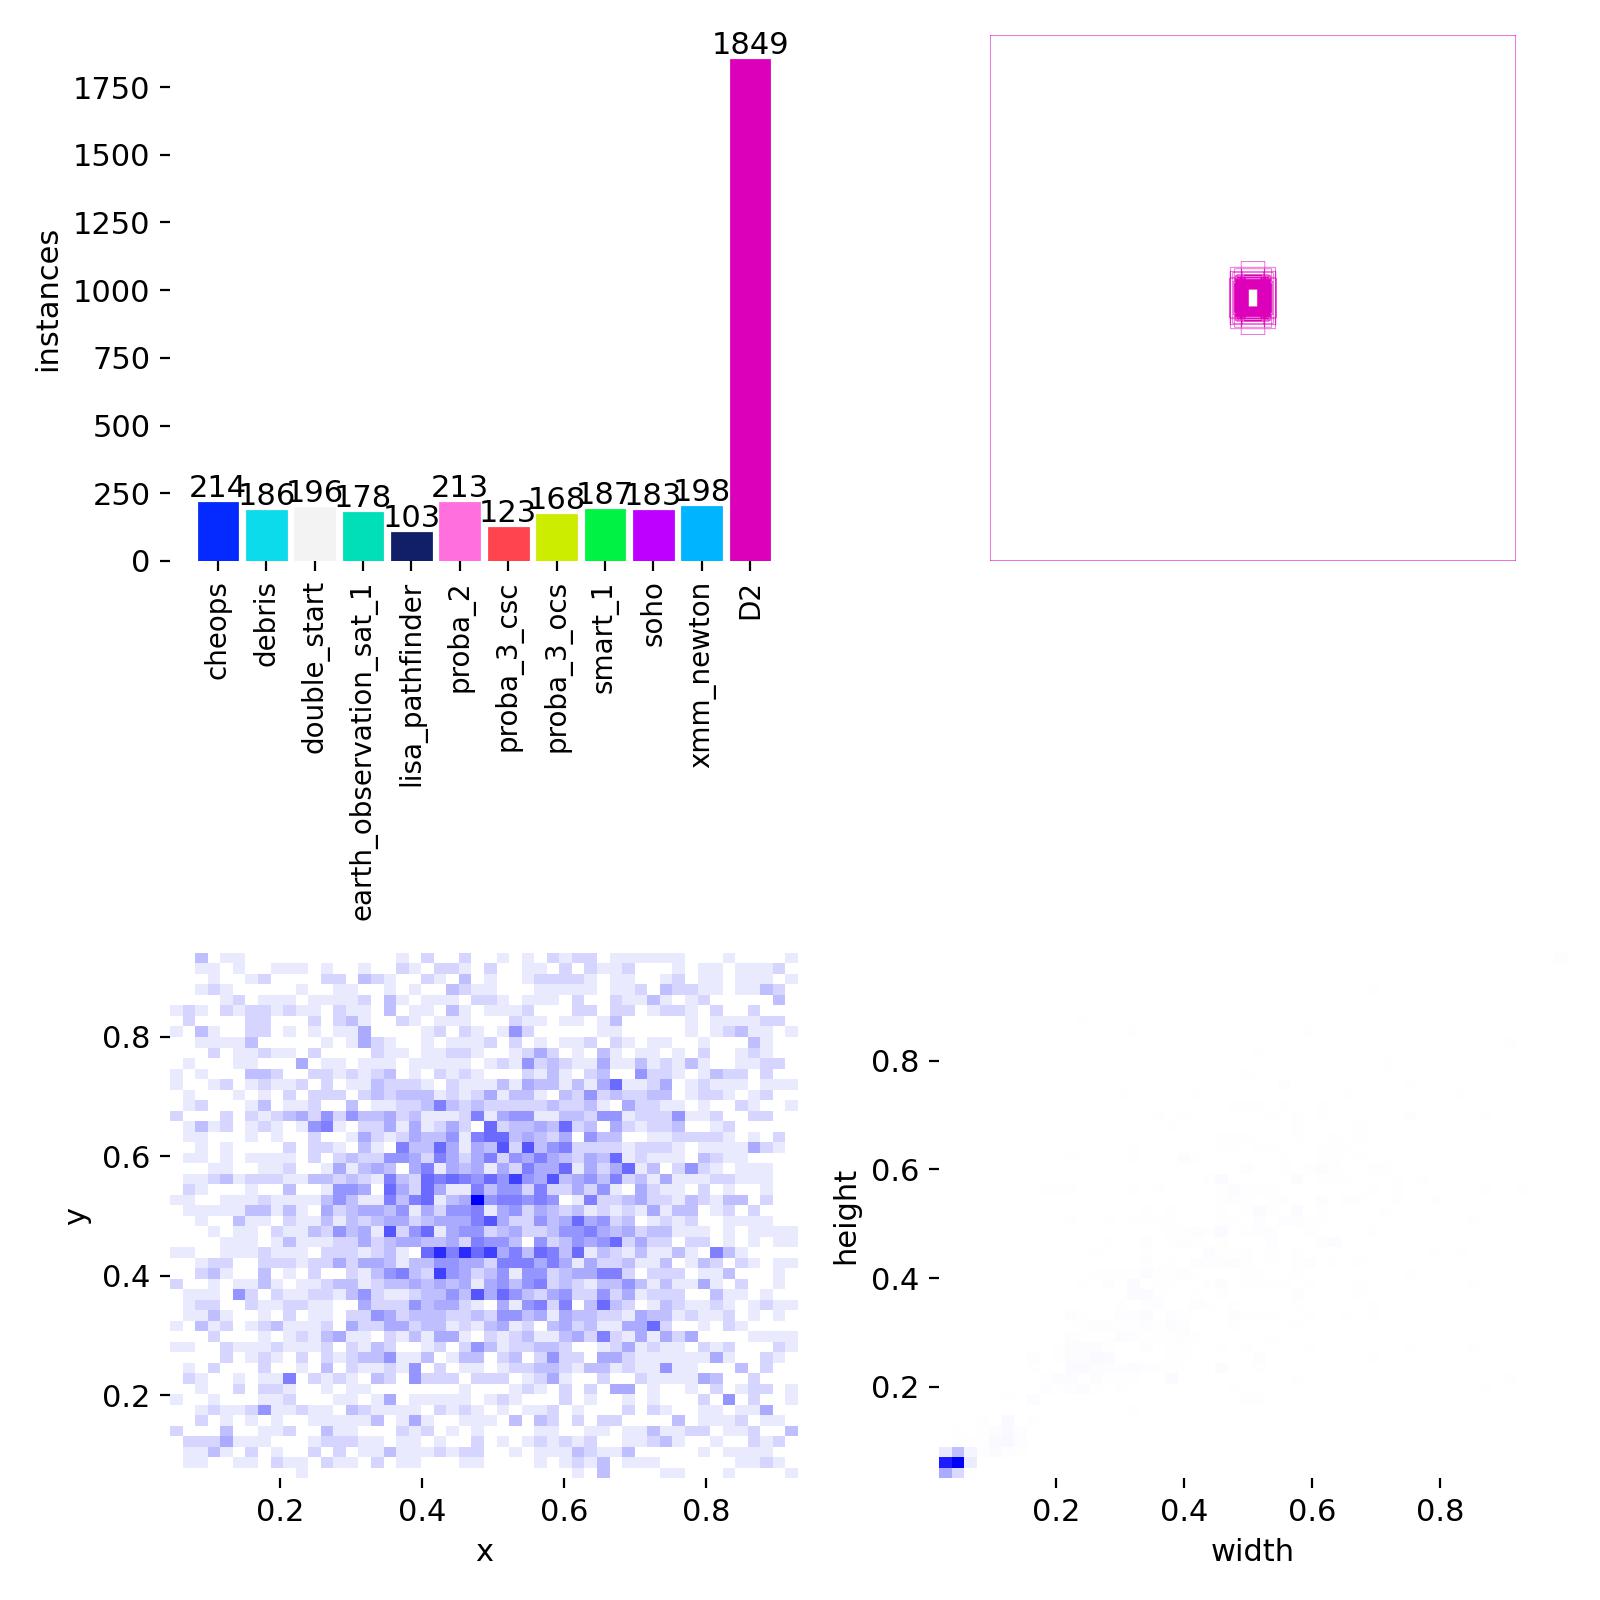 1849
1750
1500
1250
1000
750
500
250
0
instances
214
186
196
178
103
213
123
168
187
183
198
cheops
debris
double_start
earth_observation_sat_1
lisa_pathfinder
proba_2
proba_3_csc
proba_3_ocs
smart_1
soho
xmm_newton
D2
0.8
0.6
0.4
0.2
y
0.2
0.4
0.6
0.8
x
0.8
0.6
0.4
0.2
height
0.2
0.4
0.6
0.8
width